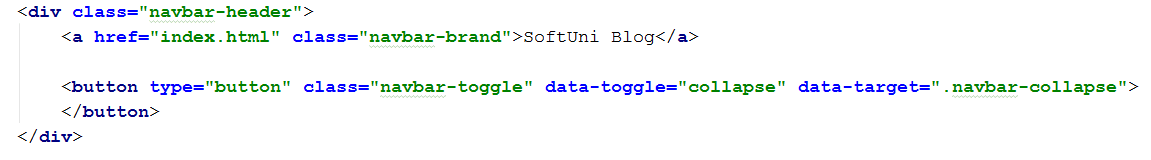 <div class="navbar-header">
<a href="index.html" class="navbar-brand">SoftUni Blog</a>
<button type="button" class="navbar-toggle" data-toggle="collapse" data-target=".navbar-collapse">
</button>
</div>